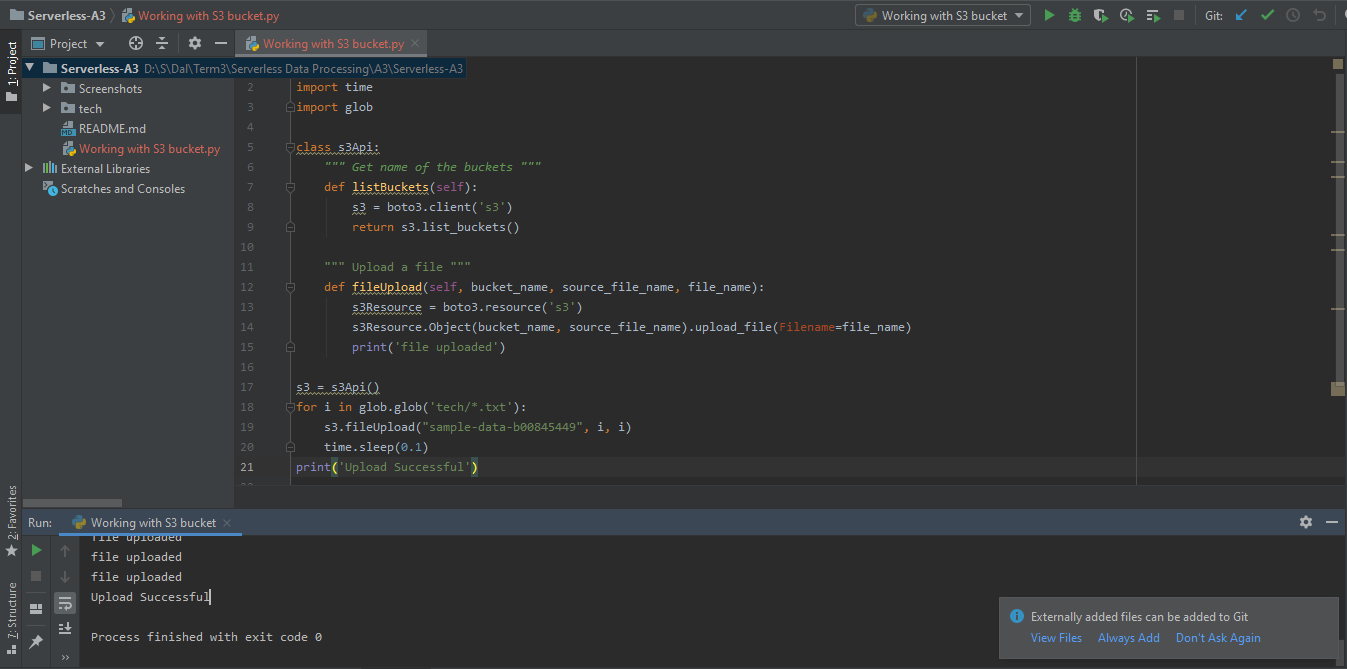 Serverless-A3 Working with S3 bucket.py
Working with S3 bucket Git:
Project Working with S3 bucket.py
1: Project
Serverless-A3 D:\S\Dal\Term3\Serverless Data Processing\A3\Serverless-A3
Screenshots
tech
README.md
Working with S3 bucket.py
External Libraries
Scratches and Consoles
2 import time
3 import glob
4
5 class s3Api:
6 """ Get name of the buckets """
7 def listBuckets(self):
8 s3 = boto3.client('s3')
9 return s3.list_buckets()
10
11 """ Upload a file """
12 def fileUpload(self, bucket_name, source_file_name, file_name):
13 s3Resource = boto3.resource('s3')
14 s3Resource.Object(bucket_name, source_file_name).upload_file(Filename=file_name)
15 print('file uploaded')
16
17 s3 = s3Api()
18 for i in glob.glob('tech/*.txt'):
19 s3.fileUpload("sample-data-b00845449", i, i)
20 time.sleep(0.1)
21 print('Upload Successful')
2: Favorites
7: Structure
Run: Working with S3 bucket
file uploaded
file uploaded
file uploaded
Upload Successful
Process finished with exit code 0
Externally added files can be added to Git
View Files Always Add Don't Ask Again